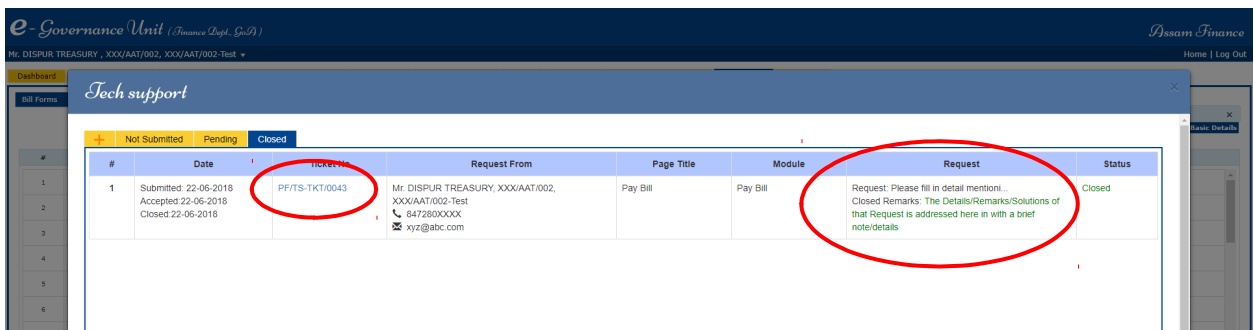 e - Governance Unit (Finance Dept., GoA)
Assam Finance
Mr. DISPUR TREASURY , XXX/AAT/002, XXX/AAT/002-Test
Home | Log Out
Dashboard
Bill Forms
Tech support
×
×
Basic Details
+ Not Submitted Pending Closed
#
1
2
3
4
5
6
# Date Ticket No Request From Page Title Module Request Status
1 Submitted: 22-06-2018 PF/TS-TKT/0043 Mr. DISPUR TREASURY, XXX/AAT/002, Pay Bill Pay Bill Request: Please fill in detail mentioni... Closed
Accepted:22-06-2018 XXX/AAT/002-Test Closed Remarks: The Details/Remarks/Solutions of
Closed:22-06-2018 847280XXXX that Request is addressed here in with a brief
xyz@abc.com note/details